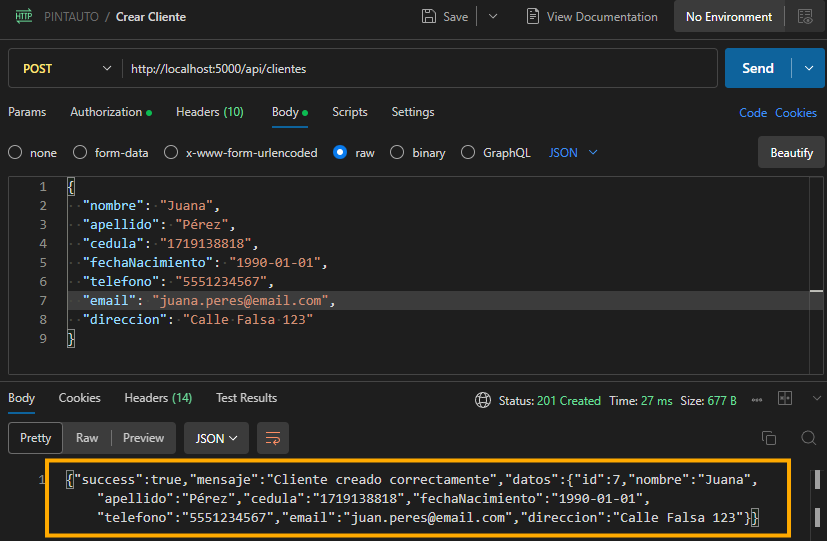 HTTP PINTAUTO / Crear Cliente Save View Documentation No Environment
POST http://localhost:5000/api/clientes Send
Params Authorization Headers (10) Body Scripts Settings Code Cookies
none form-data x-www-form-urlencoded raw binary GraphQL JSON Beautify
1 {
2 "nombre": "Juana",
3 "apellido": "Pérez",
4 "cedula": "1719138818",
5 "fechaNacimiento": "1990-01-01",
6 "telefono": "5551234567",
7 "email": "juana.peres@email.com",
8 "direccion": "Calle Falsa 123"
9 }
Body Cookies Headers (14) Test Results Status: 201 Created Time: 27 ms Size: 677 B
Pretty Raw Preview JSON
1 {"success":true,"mensaje":"Cliente creado correctamente","datos":{"id":7,"nombre":"Juana",
"apellido":"Pérez","cedula":"1719138818","fechaNacimiento":"1990-01-01",
"telefono":"5551234567","email":"juan.peres@email.com","direccion":"Calle Falsa 123"}}